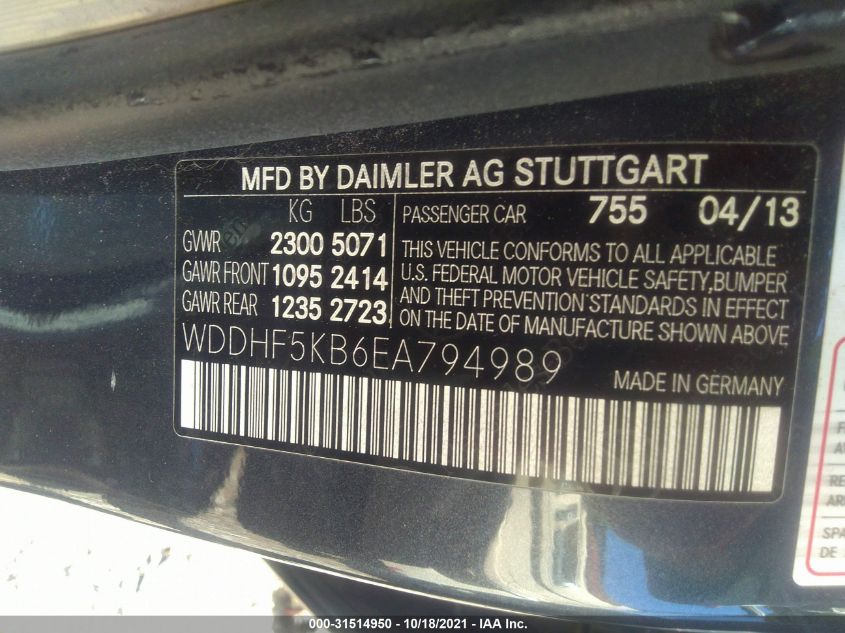 MFD BY DAIMLER AG STUTTGART
KG LBS
GVWR 2300 5071
GAWR FRONT 1095 2414
GAWR REAR 1235 2723
PASSENGER CAR 755 04/13
THIS VEHICLE CONFORMS TO ALL APPLICABLE
U.S. FEDERAL MOTOR VEHICLE SAFETY,BUMPER
AND THEFT PREVENTION STANDARDS IN EFFECT
ON THE DATE OF MANUFACTURE SHOWN ABOVE
WDDHF5KB6EA794989
MADE IN GERMANY
RE
SPA
DE
000-31514950 - 10/18/2021 - IAA Inc.